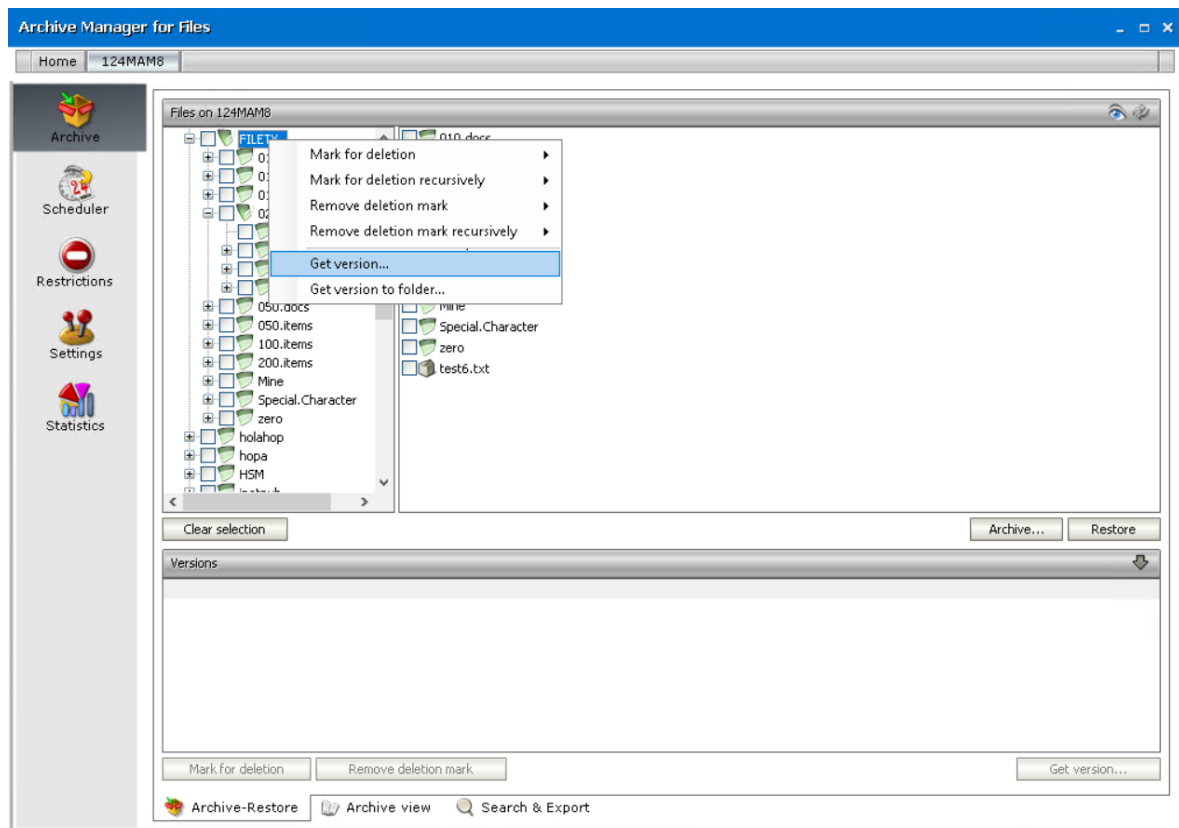 Archive Manager for Files
Home 124MAM8
Archive
Scheduler
Restrictions
Settings
Statistics
Files on 124MAM8
Mark for deletion
Mark for deletion recursively
Remove deletion mark
Remove deletion mark recursively
Get version...
Get version to folder...
050.docs
050.items
100.items
200.items
Mine
Special.Character
zero
holahop
hopa
HSM
010.docs
Mine
Special.Character
zero
test6.txt
Clear selection
Archive...
Restore
Versions
Mark for deletion
Remove deletion mark
Get version...
Archive-Restore
Archive view
Search & Export